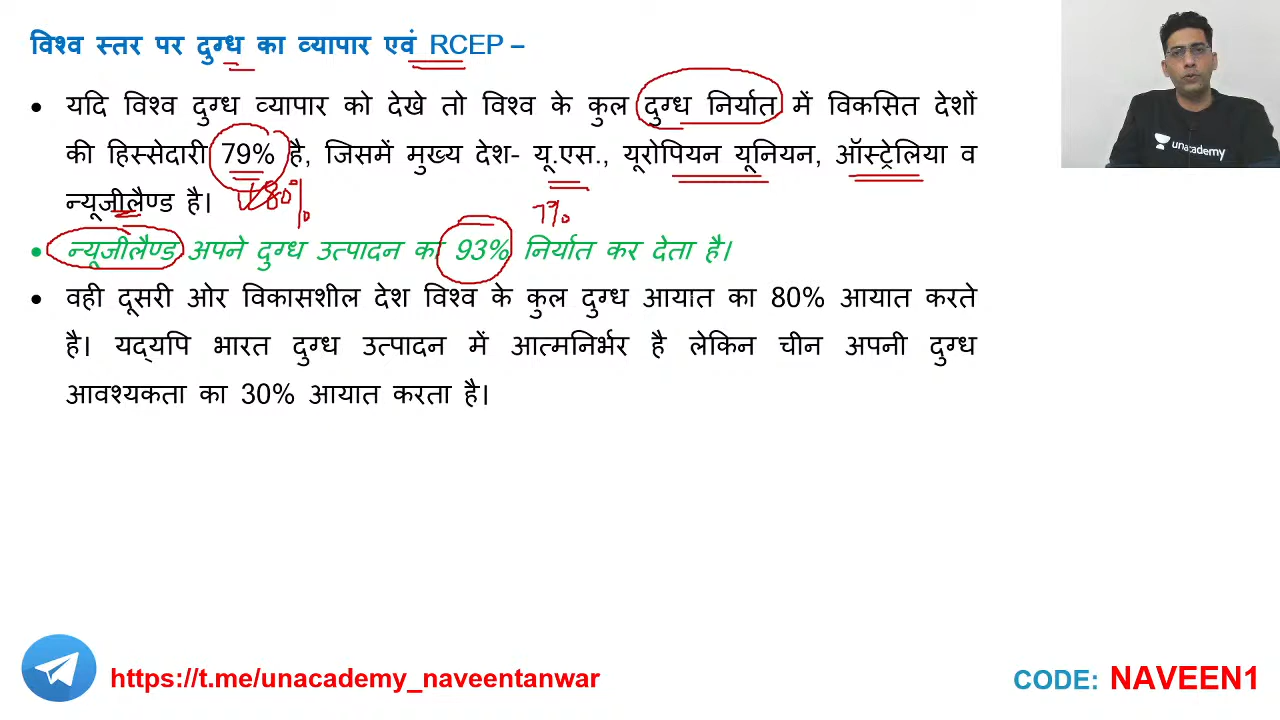 विश्व स्तर पर दुग्ध का व्यापार एवं RCEP –
• यदि विश्व दुग्ध व्यापार को देखे तो विश्व के कुल दुग्ध निर्यात में विकसित देशों
की हिस्सेदारी 79% है, जिसमें मुख्य देश- यू.एस., यूरोपियन यूनियन, ऑस्ट्रेलिया व
न्यूजीलैण्ड है।
80%
7%
• न्यूजीलैण्ड अपने दुग्ध उत्पादन का 93% निर्यात कर देता है।
• वही दूसरी ओर विकासशील देश विश्व के कुल दुग्ध आयात का 80% आयात करते
है। यद्यपि भारत दुग्ध उत्पादन में आत्मनिर्भर है लेकिन चीन अपनी दुग्ध
आवश्यकता का 30% आयात करता है।
unacademy
https://t.me/unacademy_naveentanwar
CODE: NAVEEN1